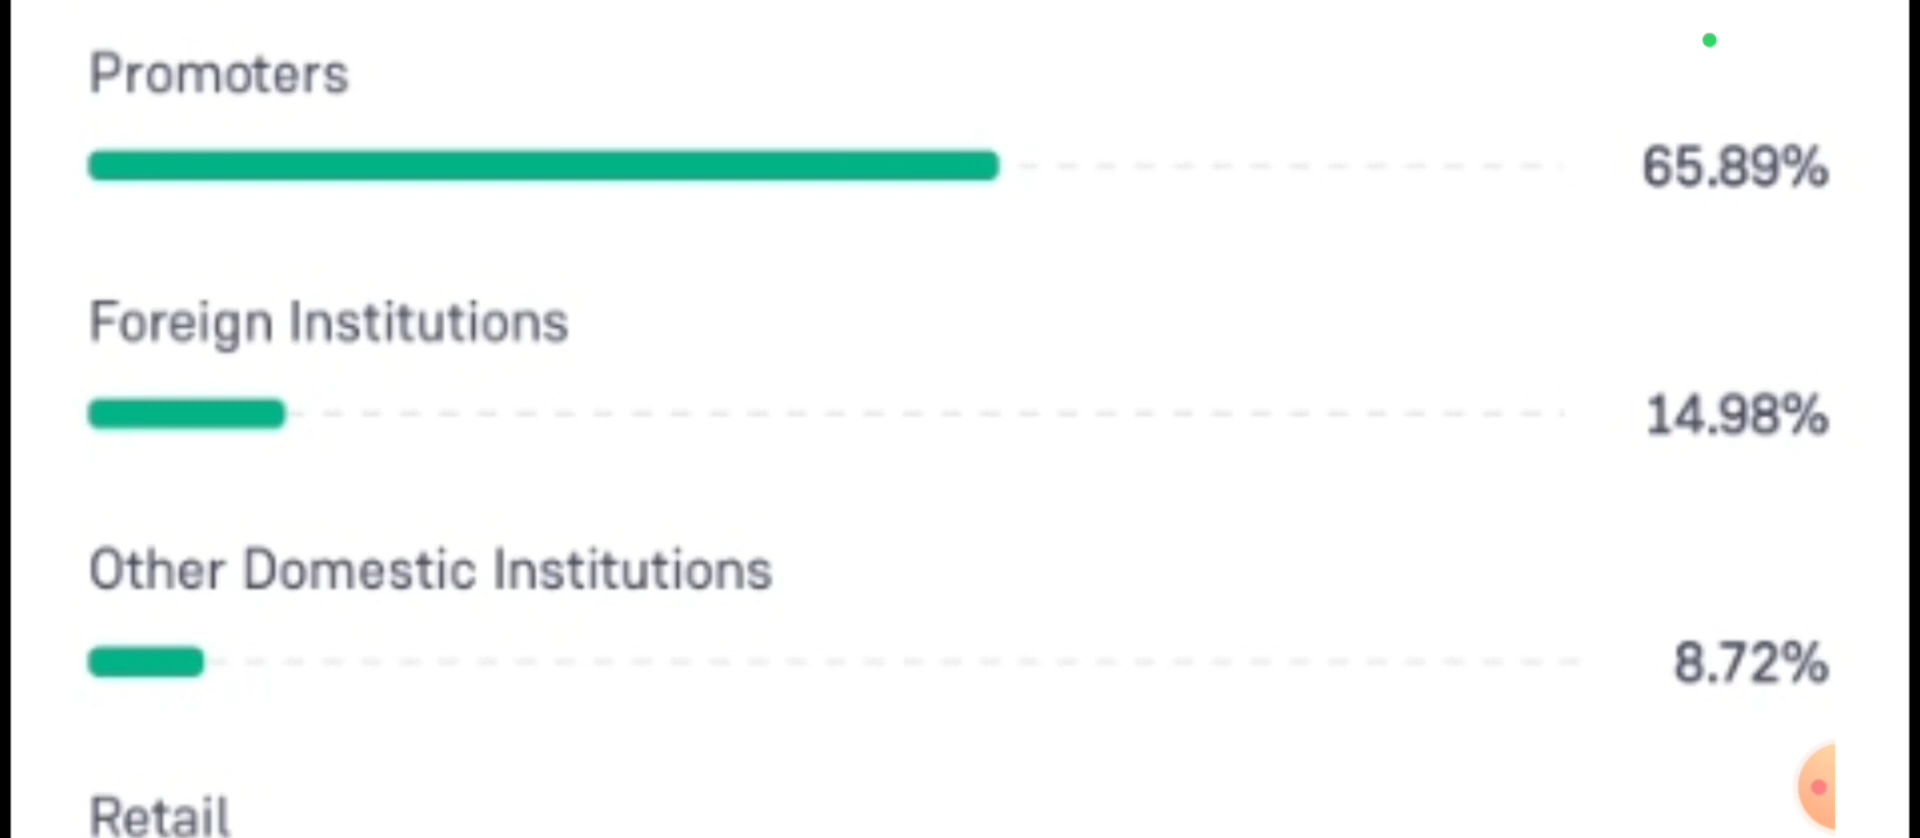 Promoters
65.89%
Foreign Institutions
14.98%
Other Domestic Institutions
8.72%
Retail